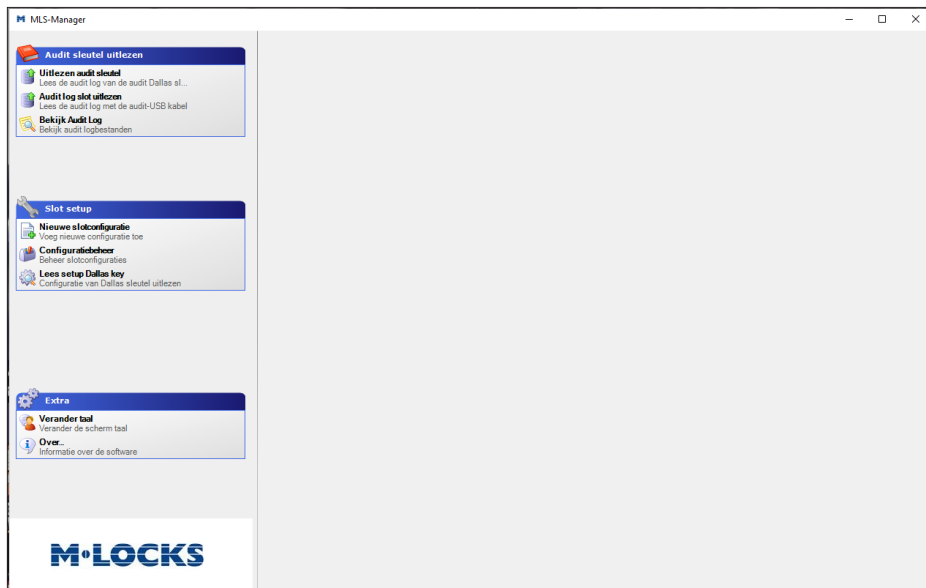 MLS-Manager
Audit sleutel uitlezen
Uitlezen audit sleutel
Lees de audit log van de audit Dallas sl...
Audit log slot uitlezen
Lees de audit log met de audit-USB kabel
Bekijk Audit Log
Bekijk audit logbestanden
Slot setup
Nieuwe slotconfiguratie
Voeg nieuwe configuratie toe
Configuratiebeheer
Beheer slotconfiguraties
Lees setup Dallas key
Configuratie van Dallas sleutel uitlezen
Extra
Verander taal
Verander de scherm taal
Over...
Informatie over de software
M•LOCKS